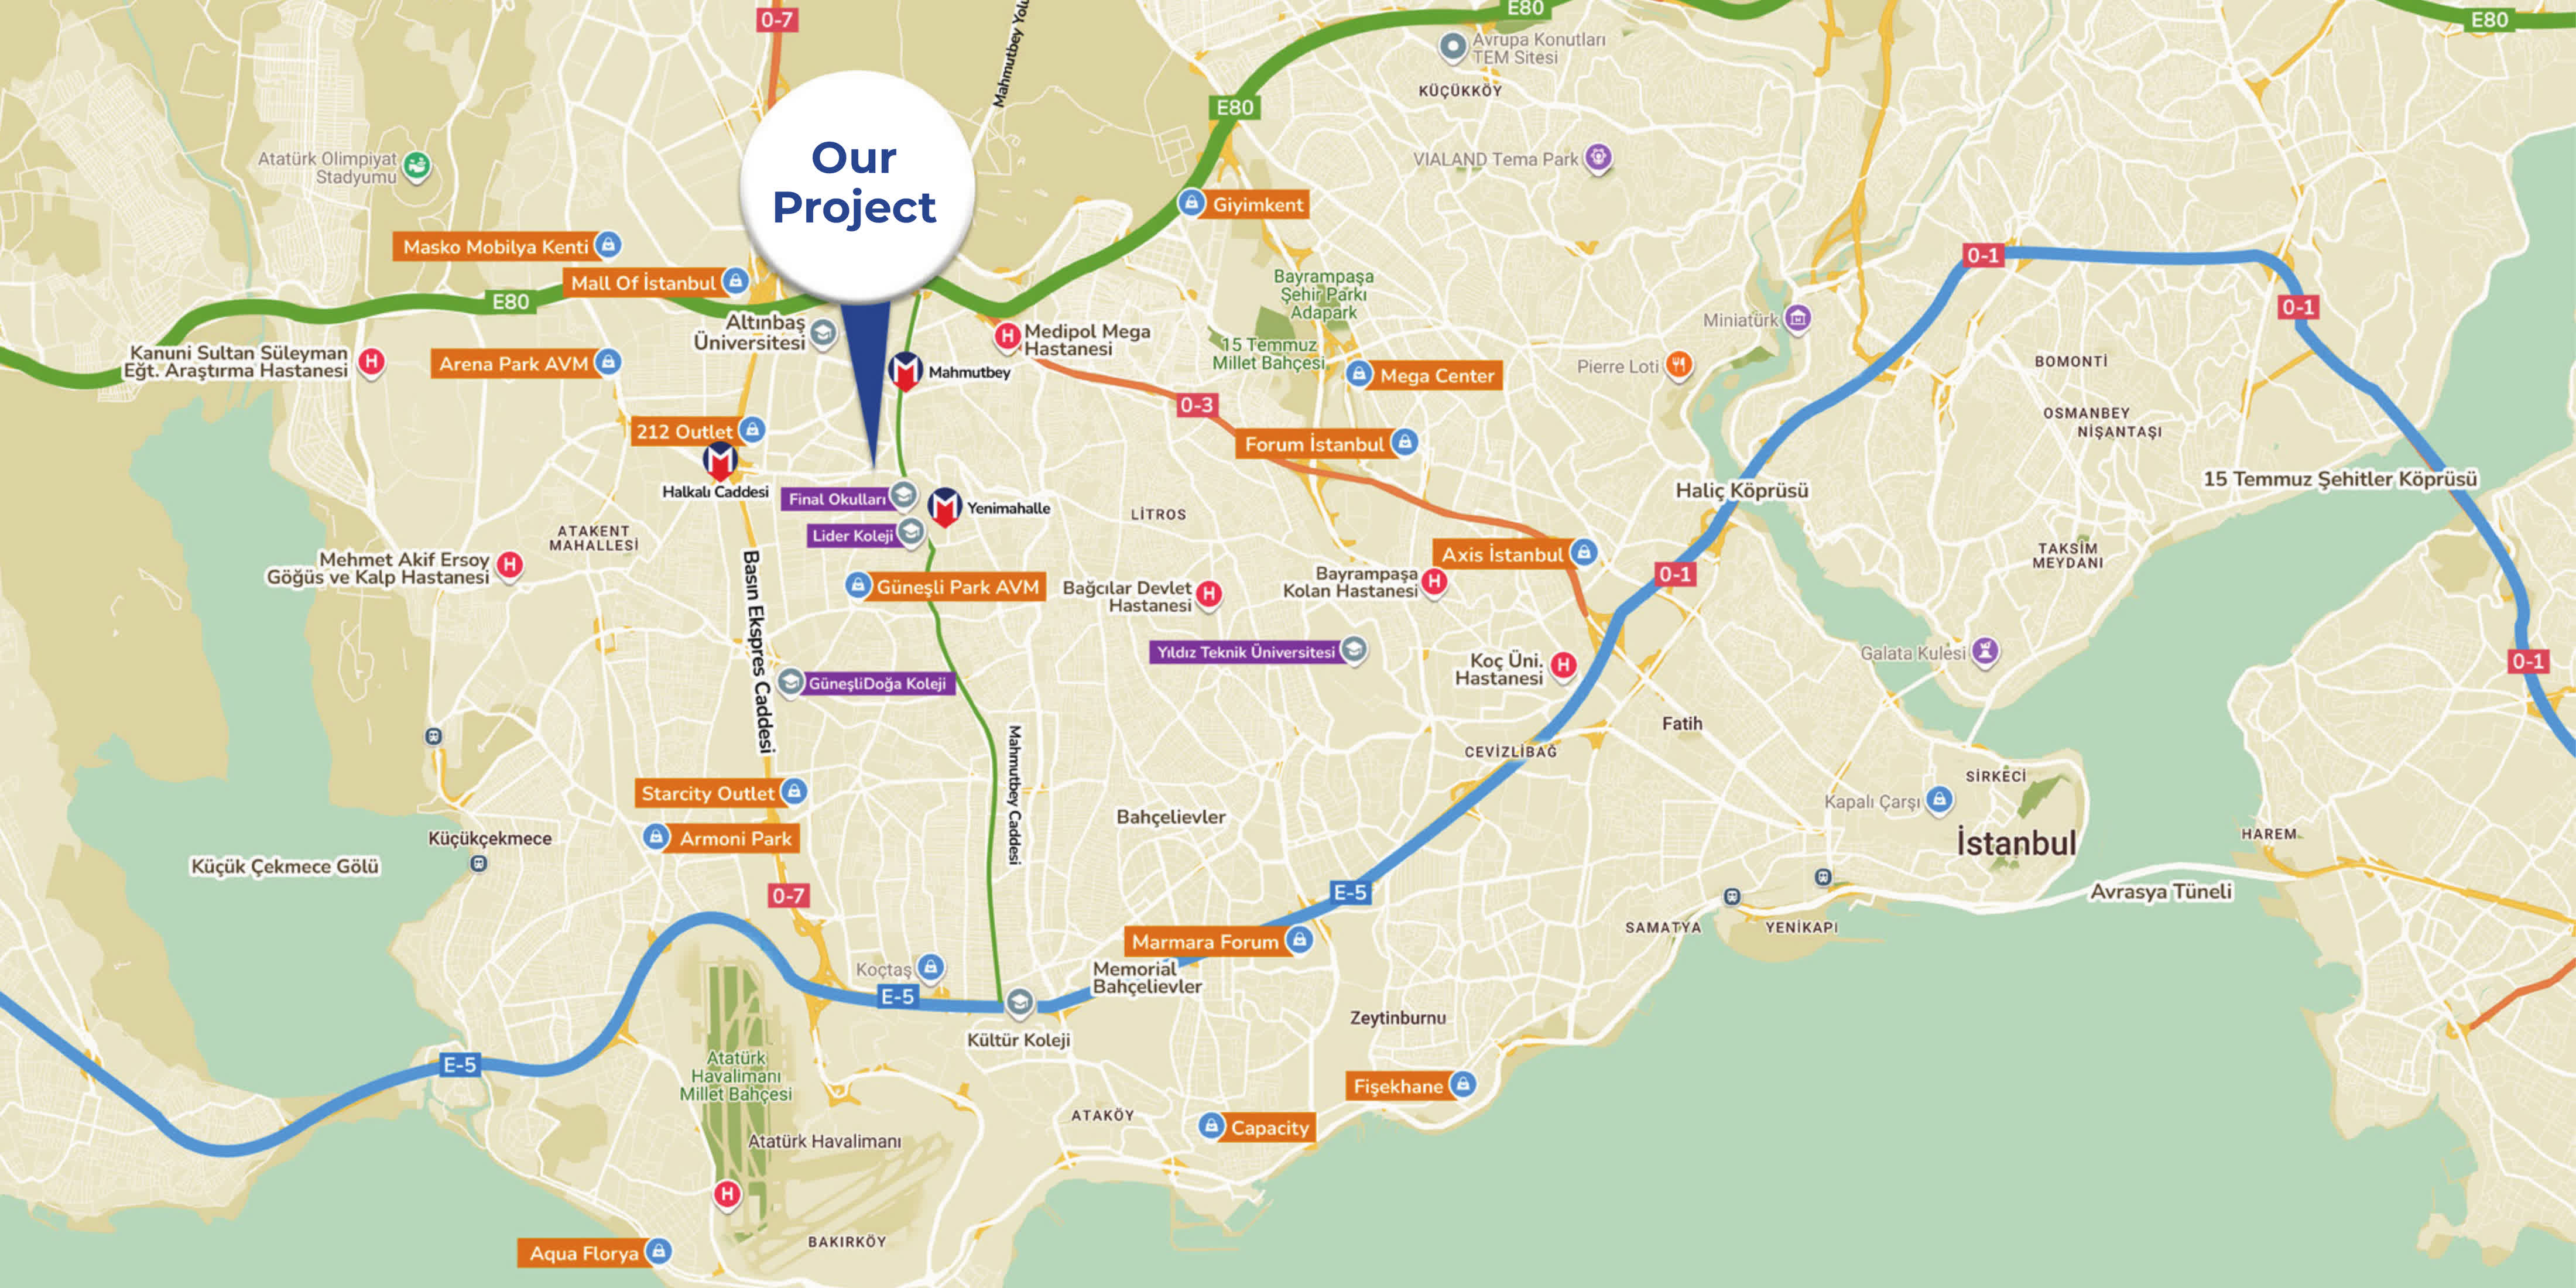 0-7
Mahmutbey Yolu
E80
E80
Avrupa Konutları
TEM Sitesi
KÜÇÜKKÖY
E80
Our
Project
Atatürk Olimpiyat
Stadyumu
VIALAND Tema Park
Giyimkent
Masko Mobilya Kenti
Mall Of İstanbul
E80
0-1
0-1
Bayrampaşa
Şehir Parkı
Adapark
Altınbaş
Üniversitesi
Medipol Mega
Hastanesi
Miniatürk
15 Temmuz
Millet Bahçesi
Kanuni Sultan Süleyman
Eğt. Araştırma Hastanesi
Arena Park AVM
Mahmutbey
Mega Center
Pierre Loti
BOMONTİ
0-3
OSMANBEY
NİŞANTAŞI
212 Outlet
Forum İstanbul
Halkalı Caddesi
Final Okulları
Yenimahalle
LİTROS
Haliç Köprüsü
15 Temmuz Şehitler Köprüsü
ATAKENT
MAHALLESİ
Lider Koleji
Mehmet Akif Ersoy
Göğüs ve Kalp Hastanesi
Axis İstanbul
TAKSİM
MEYDANI
0-1
Güneşli Park AVM
Bağcılar Devlet
Hastanesi
Bayrampaşa
Kolan Hastanesi
Basın Ekspres Caddesi
Yıldız Teknik Üniversitesi
Koç Üni.
Hastanesi
Galata Kulesi
0-1
GüneşliDoğa Koleji
Fatih
CEVİZLİBAĞ
Mahmutbey Caddesi
SİRKECİ
Starcity Outlet
Kapalı Çarşı
Bahçelievler
Küçükçekmece
Armoni Park
İstanbul
HAREM
Küçük Çekmece Gölü
0-7
E-5
Avrasya Tüneli
SAMATYA
YENİKAPI
Marmara Forum
Koçtaş
Memorial
Bahçelievler
E-5
Zeytinburnu
Kültür Koleji
E-5
Atatürk
Havalimanı
Millet Bahçesi
Fişekhane
ATAKÖY
Capacity
Atatürk Havalimanı
BAKIRKÖY
Aqua Florya